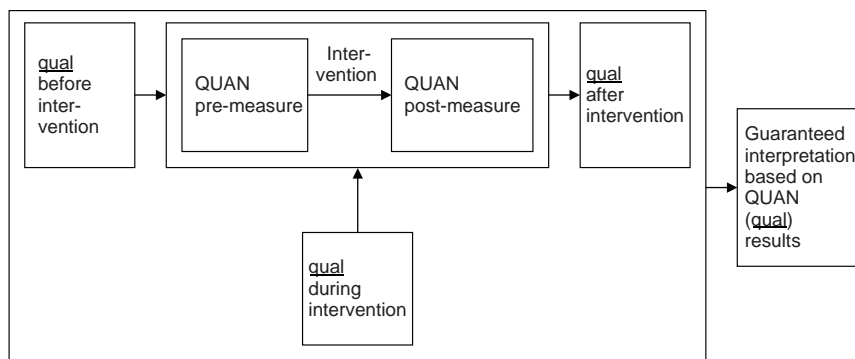 qual
before
inter-
vention
QUAN
pre-measure
Inter-
vention
QUAN
post-measure
qual
after
intervention
qual
during
intervention
Guaranteed
interpretation
based on
QUAN
(qual)
results